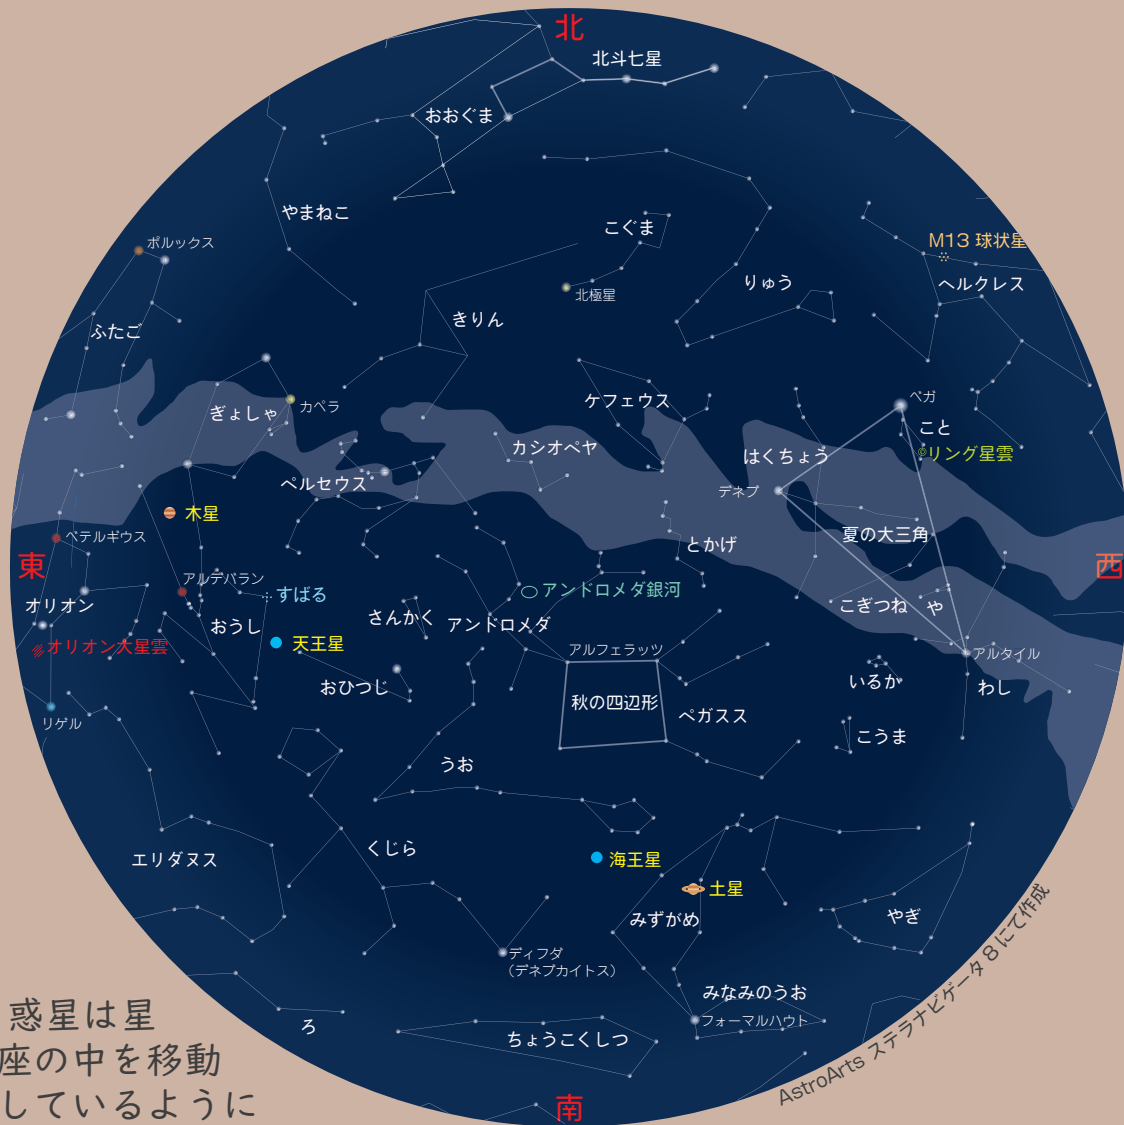 北
北斗七星
おおぐま
やまねこ
こぐま
ポルックス
M13 球状星
りゅう
ヘルクレス
北極星
ふたご
きりん
ぎょしゃ
カペラ
ケフェウス
ベガ
こと
カシオペヤ
はくちょう
リング星雲
ペルセウス
デネブ
木星
ベテルギウス
夏の大三角
とかげ
東
西
アルデバラン
すばる
アンドロメダ銀河
オリオン
おうし
さんかく
アンドロメダ
こぎつね
や
オリオン大星雲
天王星
アルフェラッツ
アルタイル
おひつじ
いるか
わし
リゲル
秋の四辺形
ペガスス
こうま
うお
エリダヌス
くじら
海王星
土星
みずがめ
やぎ
ディフダ
（デネブカイトス）
みなみのうお
フォーマルハウト
ろ
ちょうこくしつ
南
AstroArts ステラナビゲータ 8 にて作成
惑星は星
座の中を移動
しているように